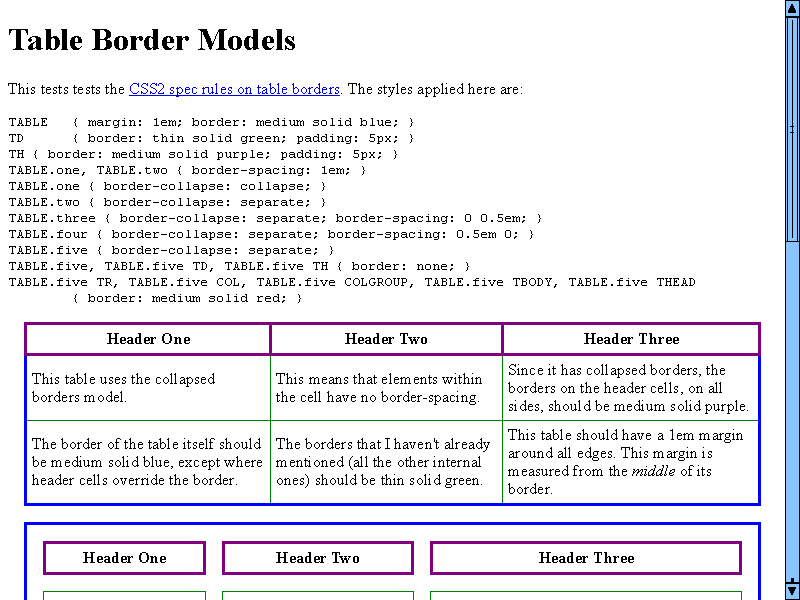 Table Border Models
This tests tests the CSS2 spec rules on table borders. The styles applied here are:
TABLE   { margin: 1em; border: medium solid blue; }
TD      { border: thin solid green; padding: 5px; }
TH { border: medium solid purple; padding: 5px; }
TABLE.one, TABLE.two { border-spacing: 1em; }
TABLE.one { border-collapse: collapse; }
TABLE.two { border-collapse: separate; }
TABLE.three { border-collapse: separate; border-spacing: 0 0.5em; }
TABLE.four { border-collapse: separate; border-spacing: 0.5em 0; }
TABLE.five { border-collapse: separate; }
TABLE.five, TABLE.five TD, TABLE.five TH { border: none; }
TABLE.five TR, TABLE.five COL, TABLE.five COLGROUP, TABLE.five TBODY, TABLE.five THEAD
        { border: medium solid red; }
Header One
Header Two
Header Three
This table uses the collapsed
borders model.
This means that elements within
the cell have no border-spacing.
Since it has collapsed borders, the
borders on the header cells, on all
sides, should be medium solid purple.
The border of the table itself should
be medium solid blue, except where
header cells override the border.
The borders that I haven't already
mentioned (all the other internal
ones) should be thin solid green.
This table should have a 1em margin
around all edges. This margin is
measured from the middle of its
border.
Header One
Header Two
Header Three